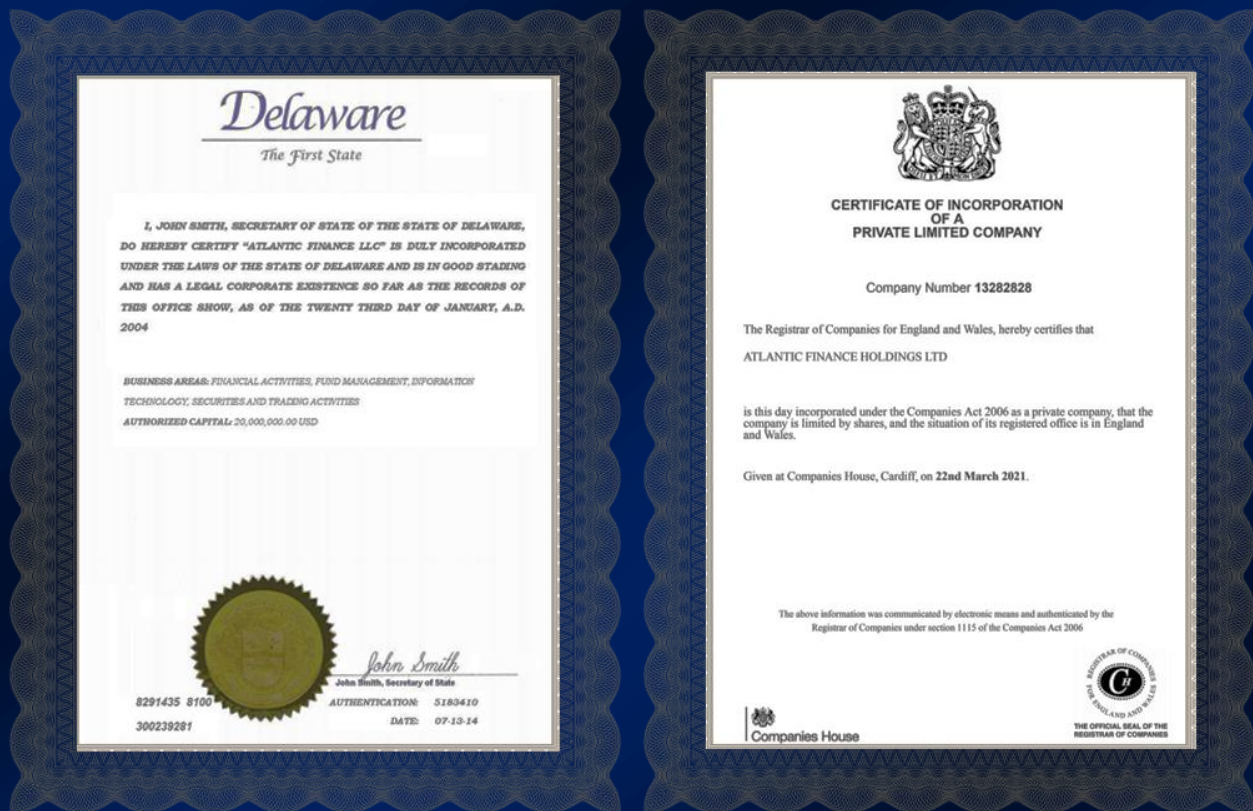 Delaware
The First State
I, JOHN SMITH, SECRETARY OF STATE OF THE STATE OF DELAWARE,
DO HEREBY CERTIFY “ATLANTIC FINANCE LLC” IS DULY INCORPORATED
UNDER THE LAWS OF THE STATE OF DELAWARE AND IS IN GOOD STADING
AND HAS A LEGAL CORPORATE EXISTENCE SO FAR AS THE RECORDS OF
THIS OFFICE SHOW, AS OF THE TWENTY THIRD DAY OF JANUARY, A.D.
2004
BUSINESS AREAS: FINANCIAL ACTIVITIES, FUND MANAGEMENT, INFORMATION
TECHNOLOGY, SECURITIES AND TRADING ACTIVITIES
AUTHORIZED CAPITAL: 20,000,000.00 USD
John Smith
John Smith, Secretary of State
8291435 8100
AUTHENTICATION: 5183410
300239281
DATE: 07-13-14
CERTIFICATE OF INCORPORATION
OF A
PRIVATE LIMITED COMPANY
Company Number 13282828
The Registrar of Companies for England and Wales, hereby certifies that
ATLANTIC FINANCE HOLDINGS LTD
is this day incorporated under the Companies Act 2006 as a private company, that the
company is limited by shares, and the situation of its registered office is in England
and Wales.
Given at Companies House, Cardiff, on 22nd March 2021.
The above information was communicated by electronic means and authenticated by the
Registrar of Companies under section 1115 of the Companies Act 2006
REGISTRAR OF COMPANIES
FOR ENGLAND AND WALES
CH
THE OFFICIAL SEAL OF THE
REGISTRAR OF COMPANIES
Companies House